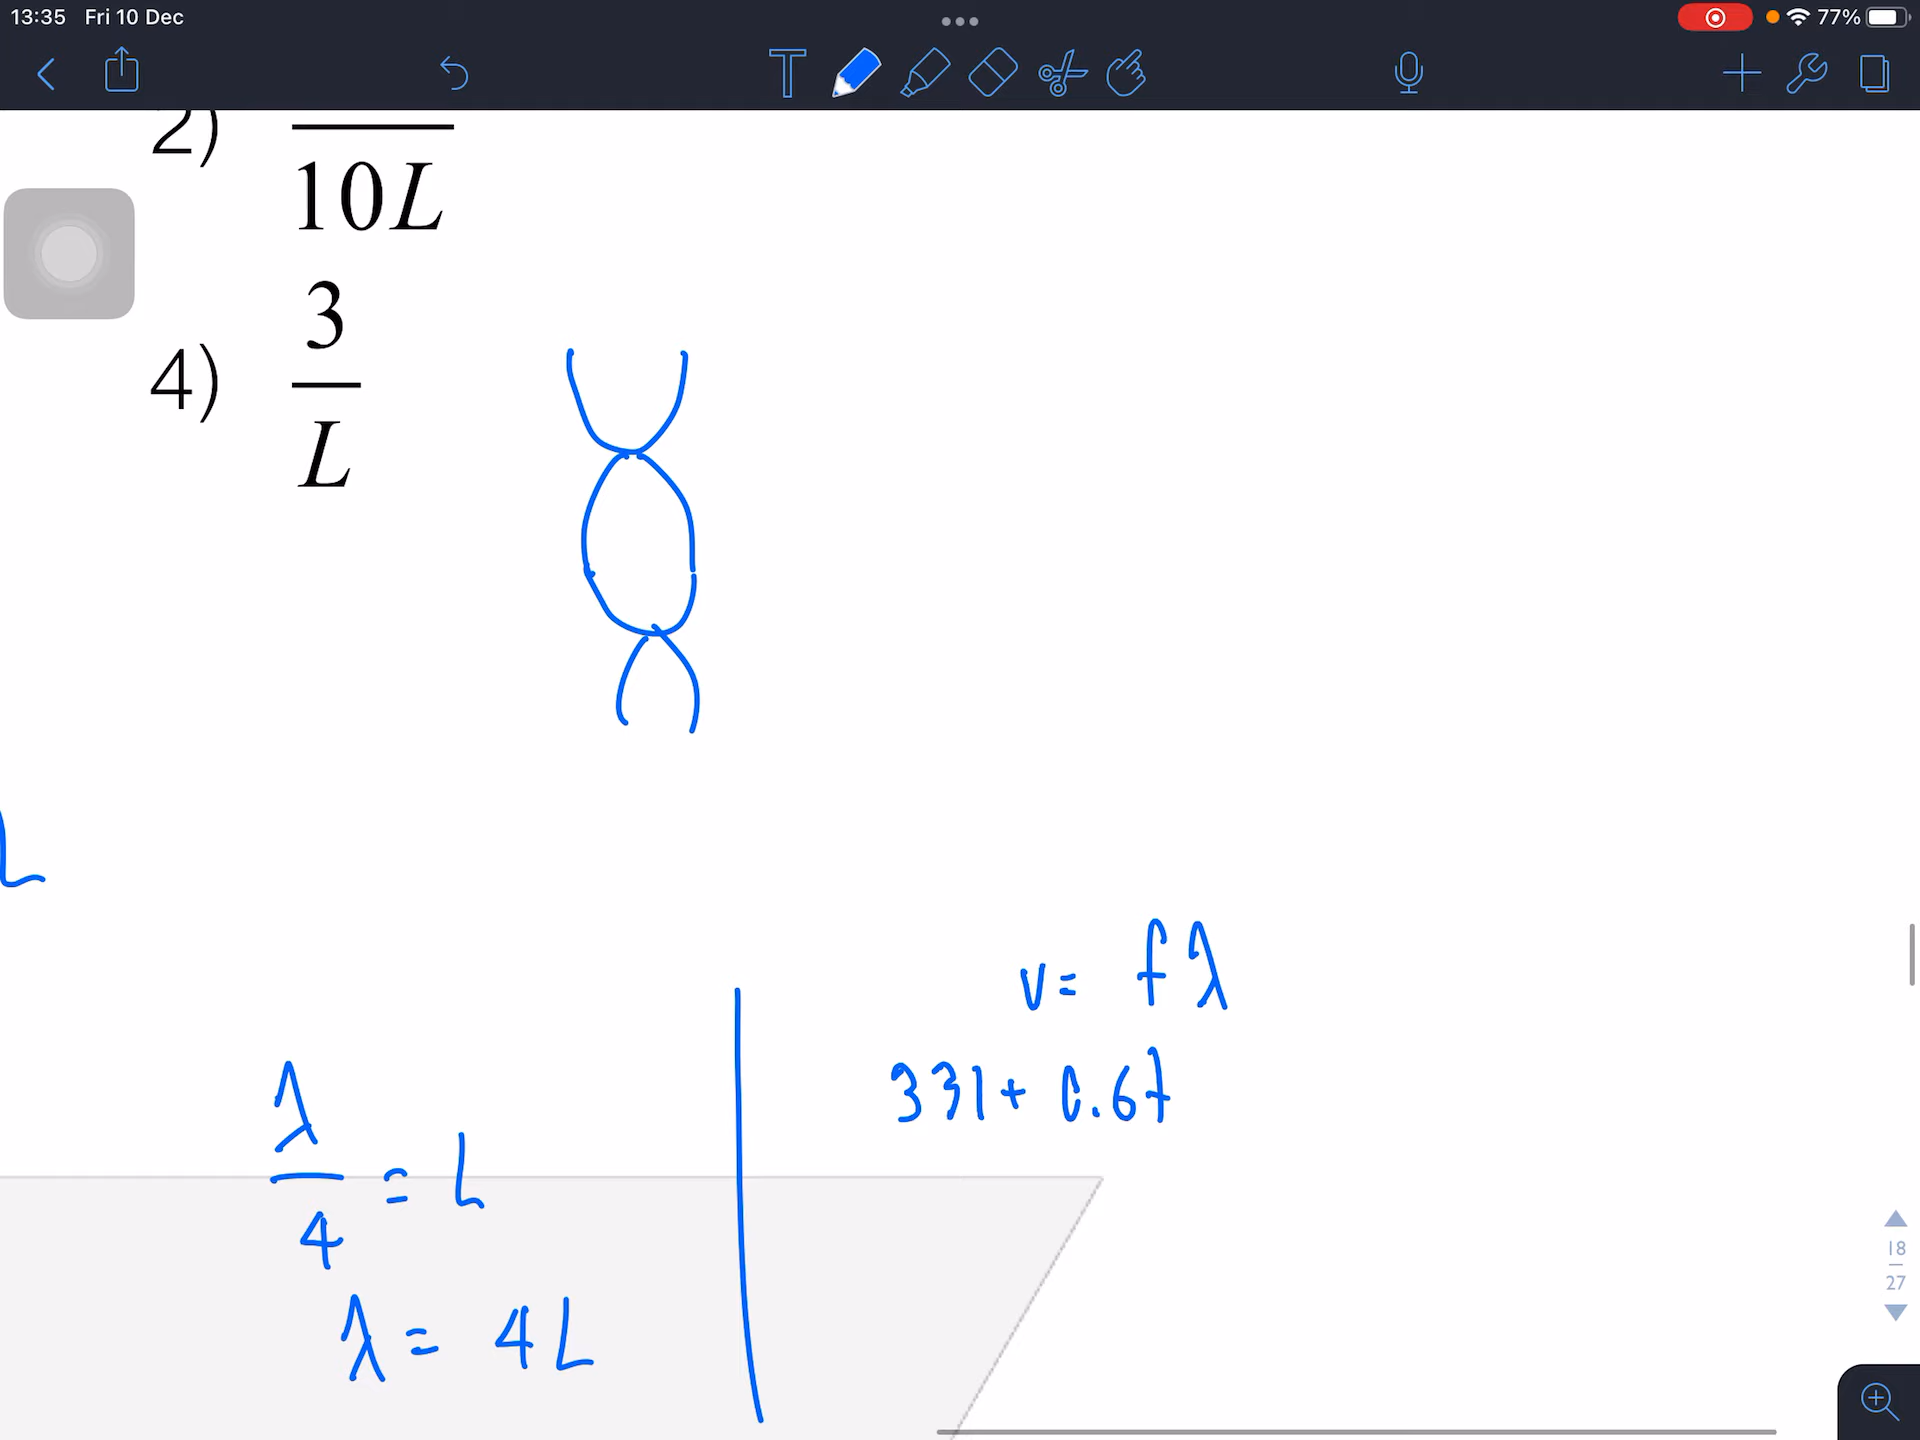 13:35 Fri 10 Dec
77%
T
2)
10L
4) 3
L
L
v= fλ
331+ 0.6t
λ
4 = L
λ= 4L
18
27